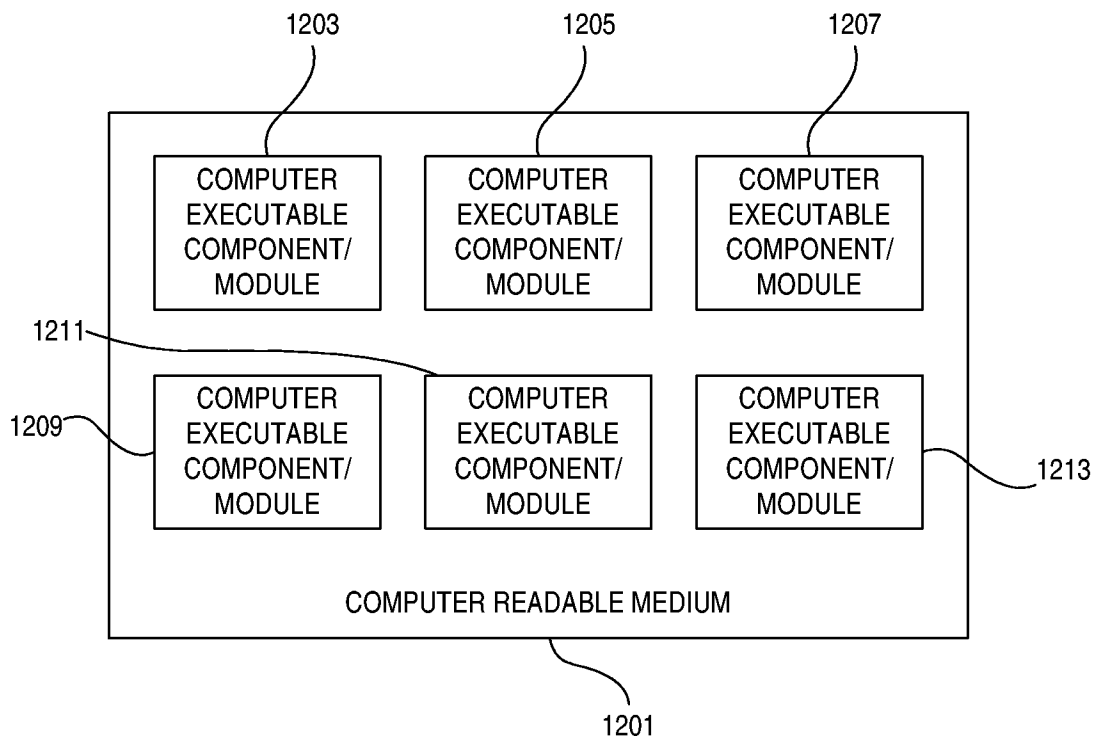 1203
1205
1207
COMPUTER
EXECUTABLE
COMPONENT/
MODULE
COMPUTER
EXECUTABLE
COMPONENT/
MODULE
COMPUTER
EXECUTABLE
COMPONENT/
MODULE
1211
1209
COMPUTER
EXECUTABLE
COMPONENT/
MODULE
COMPUTER
EXECUTABLE
COMPONENT/
MODULE
COMPUTER
EXECUTABLE
COMPONENT/
MODULE
1213
COMPUTER READABLE MEDIUM
1201